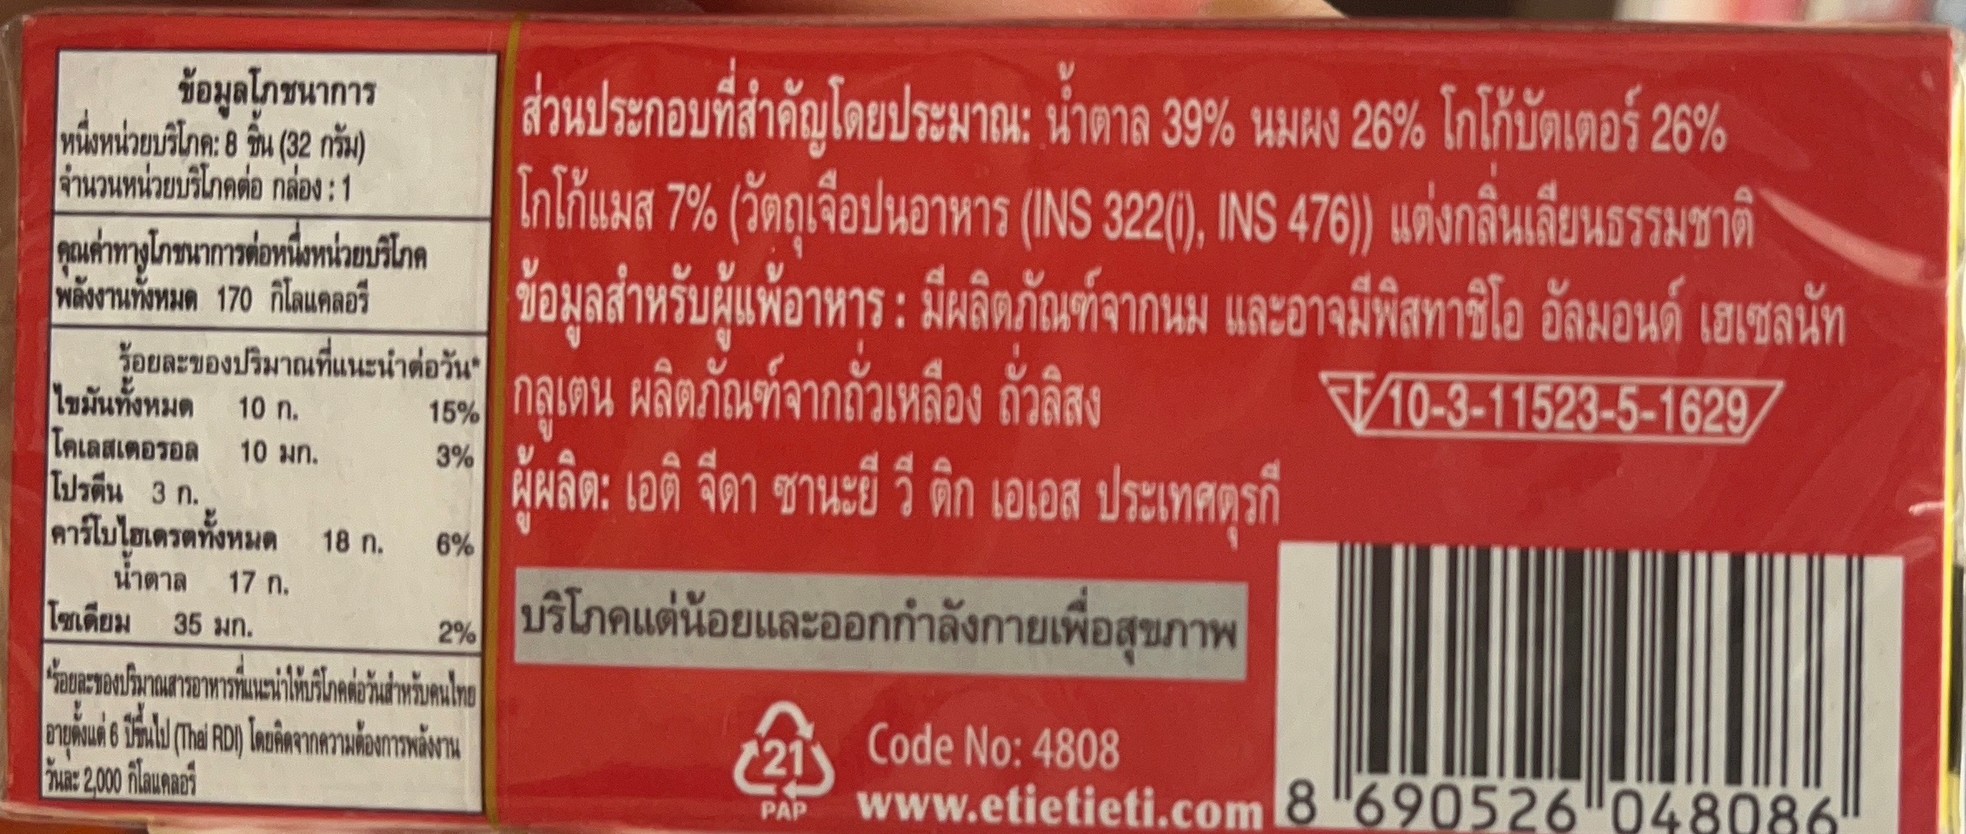 ข้อมูลโภชนาการ
หนึ่งหน่วยบริโภค: 8 ชิ้น (32 กรัม)
จำนวนหน่วยบริโภคต่อ กล่อง : 1
คุณค่าทางโภชนาการต่อหนึ่งหน่วยบริโภค
พลังงานทั้งหมด 170 กิโลแคลอรี
ร้อยละของปริมาณที่แนะนำต่อวัน*
ไขมันทั้งหมด 10 ก. 15%
โคเลสเตอรอล 10 มก. 3%
โปรตีน 3 ก.
คาร์โบไฮเดรตทั้งหมด 18 ก. 6%
น้ำตาล 17 ก.
โซเดียม 35 มก. 2%
*ร้อยละของปริมาณสารอาหารที่แนะนำให้บริโภคต่อวันสำหรับคนไทย
อายุตั้งแต่ 6 ปีขึ้นไป (Thai RDI) โดยคิดจากความต้องการพลังงาน
วันละ 2,000 กิโลแคลอรี
ส่วนประกอบที่สำคัญโดยประมาณ: น้ำตาล 39% นมผง 26% โกโก้บัตเตอร์ 26%
โกโก้แมส 7% (วัตถุเจือปนอาหาร (INS 322(i), INS 476)) แต่งกลิ่นเลียนธรรมชาติ
ข้อมูลสำหรับผู้แพ้อาหาร : มีผลิตภัณฑ์จากนม และอาจมีพิสทาชิโอ อัลมอนด์ เฮเซลนัท
กลูเตน ผลิตภัณฑ์จากถั่วเหลือง ถั่วลิสง
10-3-11523-5-1629
ผู้ผลิต: เอติ จีดา ซานะยี วี ติก เอเอส ประเทศตุรกี
บริโภคแต่น้อยและออกกำลังกายเพื่อสุขภาพ
21
PAP
Code No: 4808
www.etietieti.com
8 690526 048086